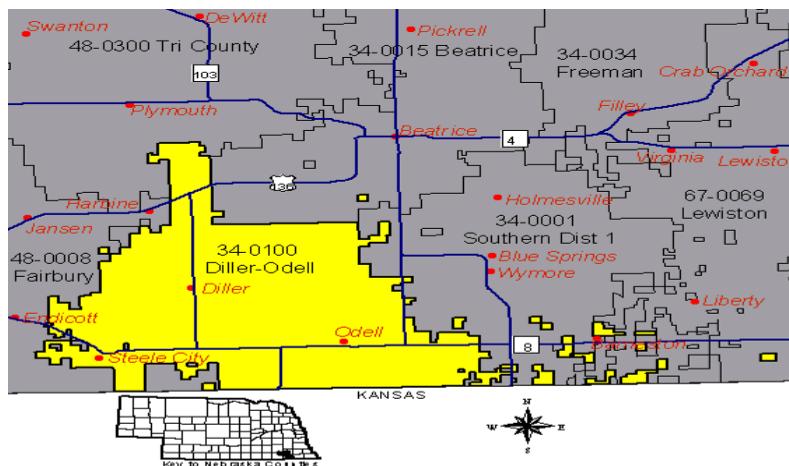 DeWitt
Swanton
Pickrell
48-0300 Tri County
34-0015 Beatrice
34-0034
Freeman
Crab Orchard
103
Plymouth
Filley
Beatrice
4
Virginia
Lewiston
136
Harbine
Holmesville
67-0069
Lewiston
Jansen
34-0001
Southern Dist 1
34-0100
Diller-Odell
48-0008
Fairbury
Blue Springs
Wymore
Diller
Liberty
Endicott
Odell
8
Barneston
Steele City
KANSAS
N
W E
S
Key to Nebraska Counties